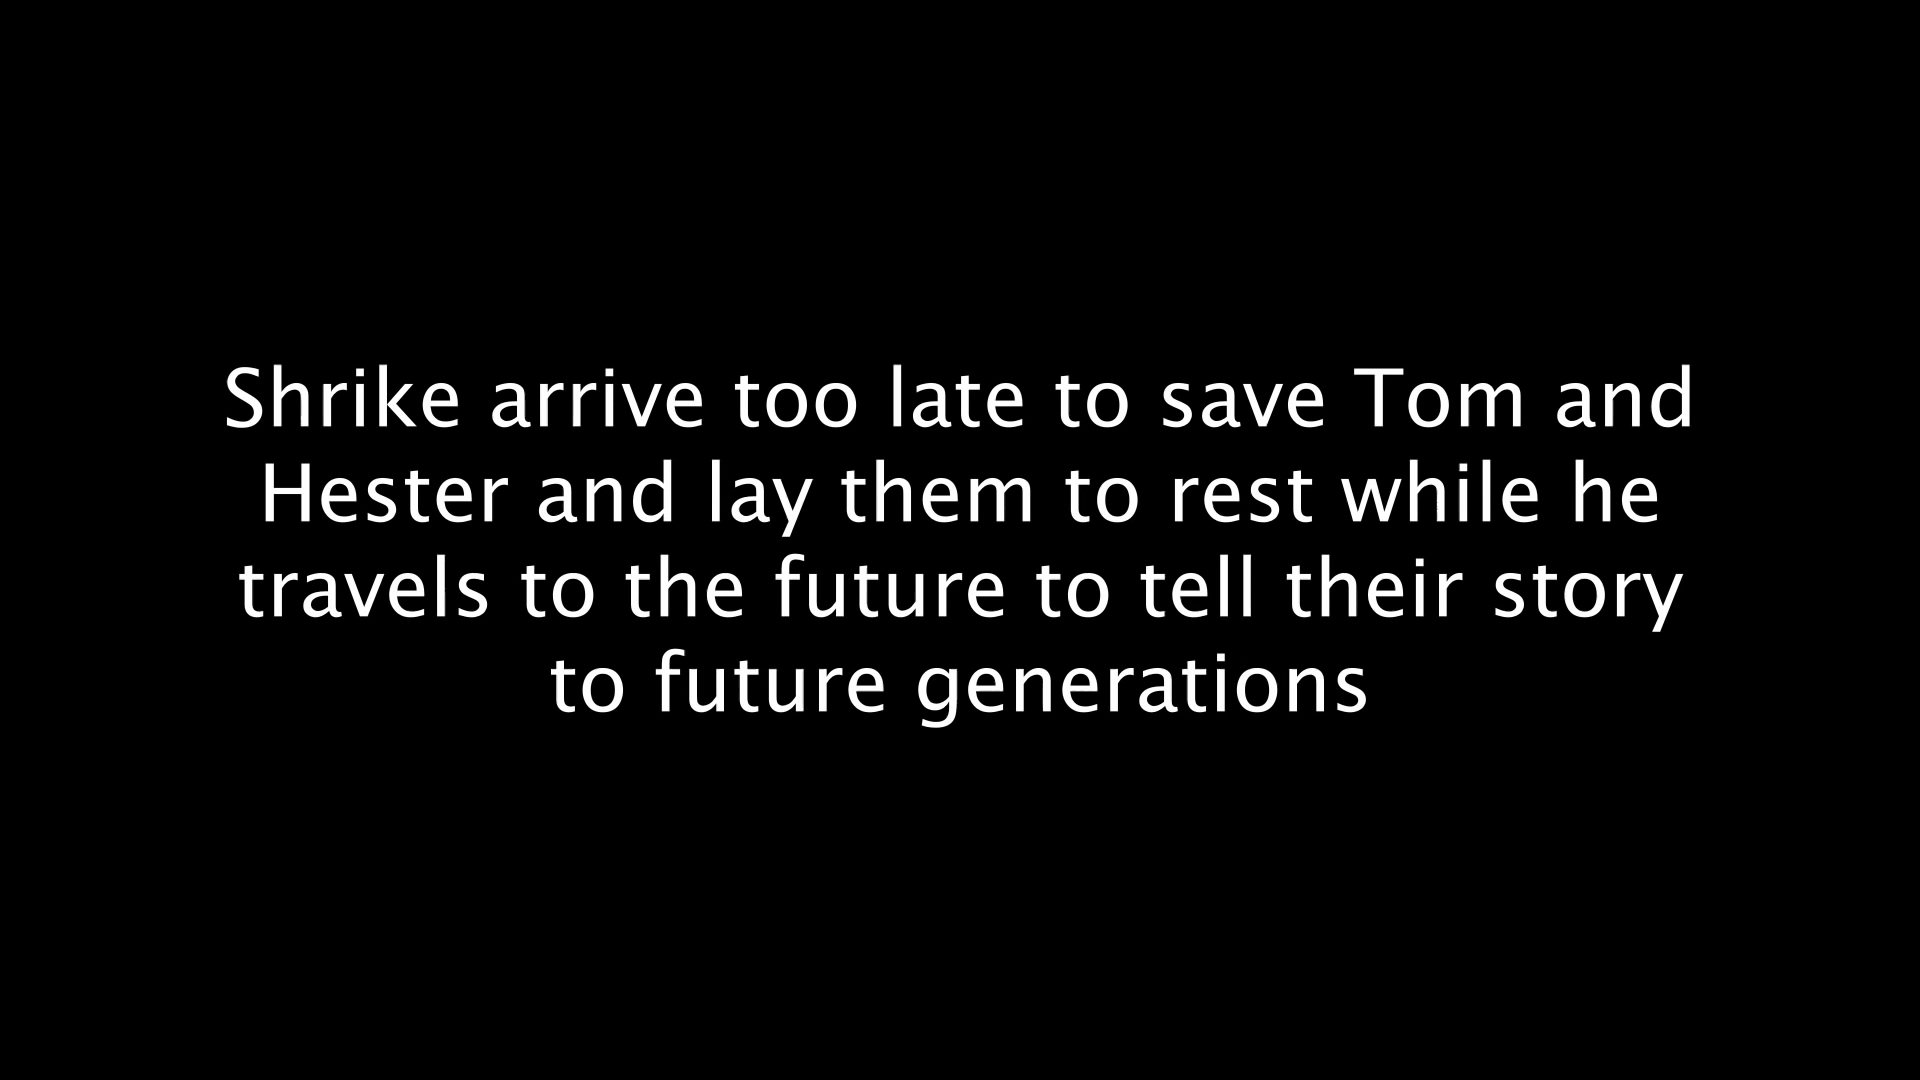 Shrike arrive too late to save Tom and
Hester and lay them to rest while he
travels to the future to tell their story
to future generations